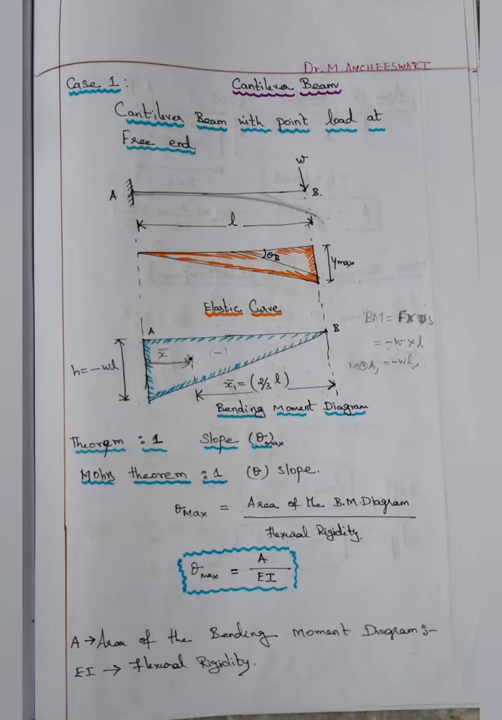 Dr. M. ANCHEESWARI
Case 1: Cantilever Beam
Cantilever Beam with point load at
Free end.
W
A B.
l
θB ymax
Elastic Curve
A B
BM = F x Ds
= -w x l
M@A, = -wl,
h = -wl
x̄ (-)
x̄₁ = (2/3 l)
Bending Moment Diagram
Theorem : 1 Slope (θ)max
Mohs theorem : 1 (θ) slope.
θMax = Area of the B.M. Diagram
Flexural Rigidity.
θmax = A
EI
A → Area of the Bending Moment Diagram :-
EI → Flexural Rigidity.